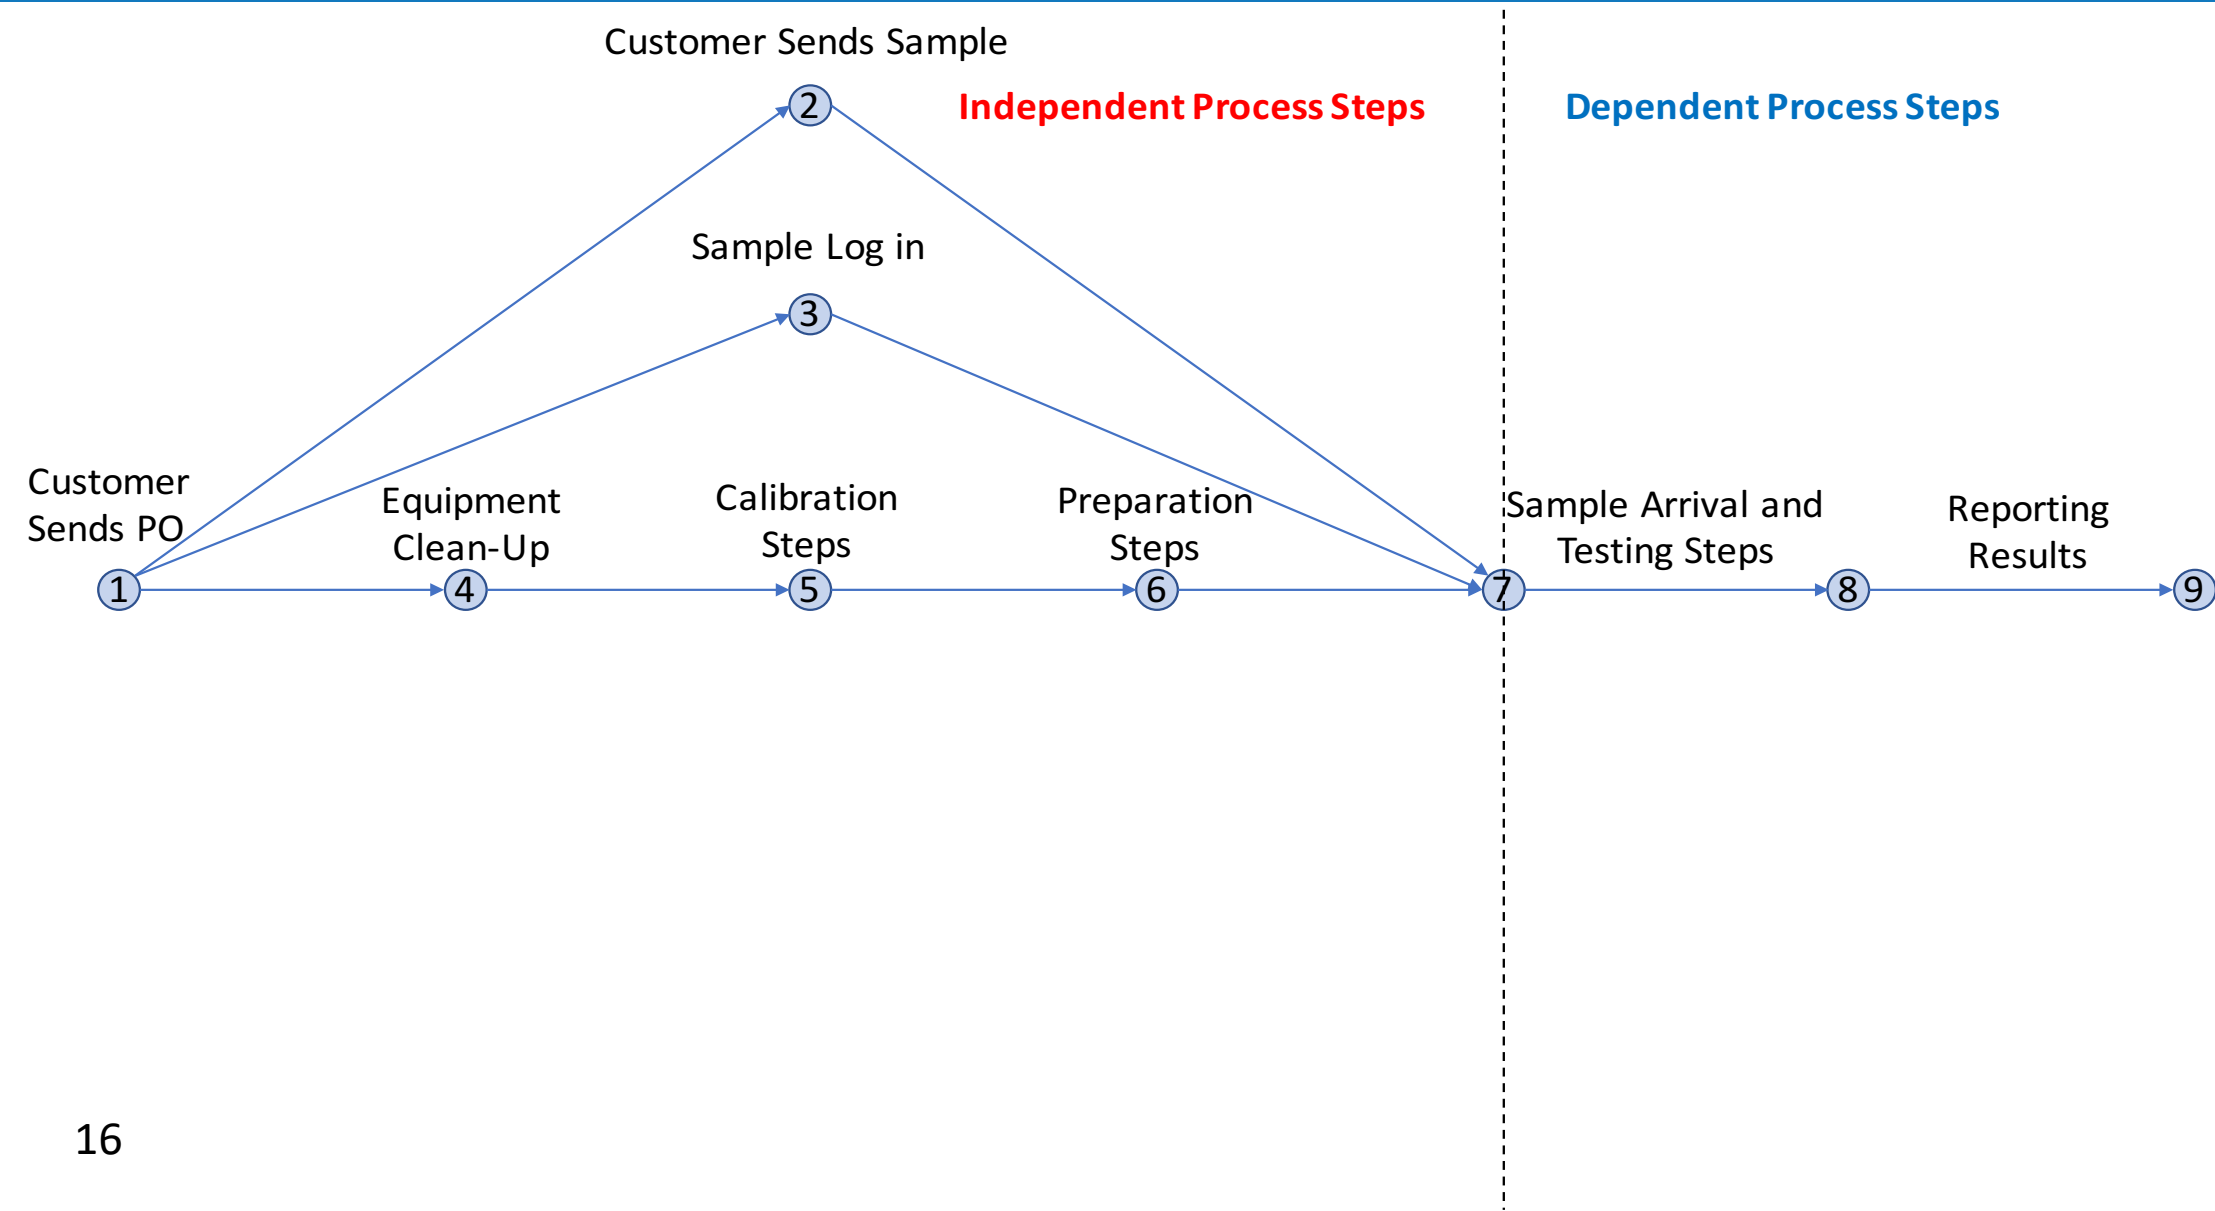 Customer Sends Sample
2
Independent Process Steps
Dependent Process Steps
Sample Log in
3
Customer
Sends PO
Equipment
Clean-Up
Calibration
Steps
Preparation
Steps
Sample Arrival and
Testing Steps
Reporting
Results
1
4
5
6
7
8
9
16